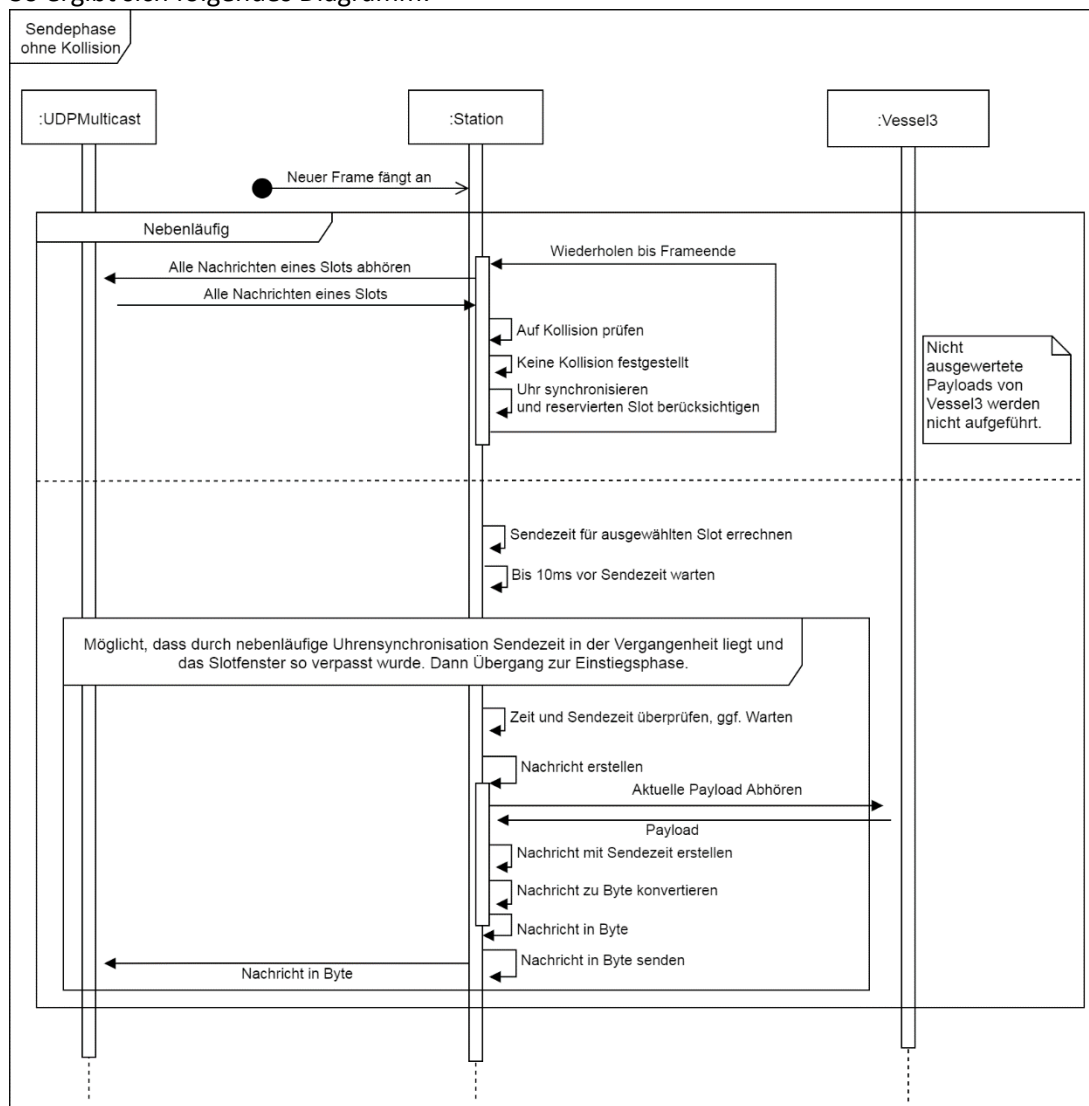 So ergibt sich folgendes Diagramm:
Sendephase
ohne Kollision
:UDPMulticast
:Station
:Vessel3
Neuer Frame fängt an
Nebenläufig
Wiederholen bis Frameende
Alle Nachrichten eines Slots abhören
Alle Nachrichten eines Slots
Auf Kollision prüfen
Keine Kollision festgestellt
Uhr synchronisieren
und reservierten Slot berücksichtigen
Nicht
ausgewertete
Payloads von
Vessel3 werden
nicht aufgeführt.
Sendezeit für ausgewählten Slot errechnen
Bis 10ms vor Sendezeit warten
Möglicht, dass durch nebenläufige Uhrensynchronisation Sendezeit in der Vergangenheit liegt und
das Slotfenster so verpasst wurde. Dann Übergang zur Einstiegsphase.
Zeit und Sendezeit überprüfen, ggf. Warten
Nachricht erstellen
Aktuelle Payload Abhören
Payload
Nachricht mit Sendezeit erstellen
Nachricht zu Byte konvertieren
Nachricht in Byte
Nachricht in Byte senden
Nachricht in Byte